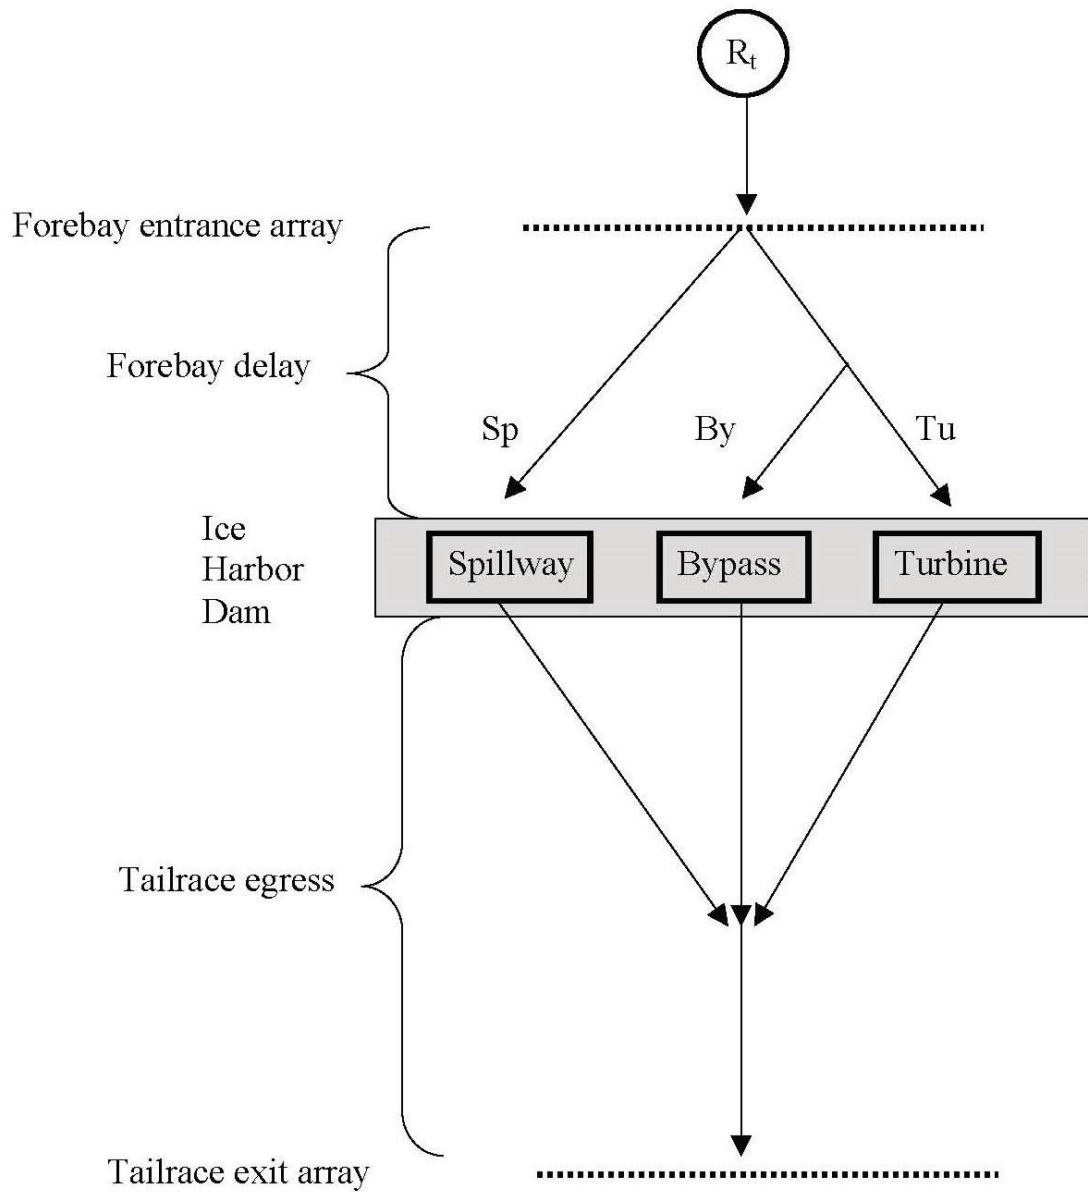 Rt
Forebay entrance array
Forebay delay
Sp
By
Tu
Ice
Harbor
Dam
Spillway
Bypass
Turbine
Tailrace egress
Tailrace exit array